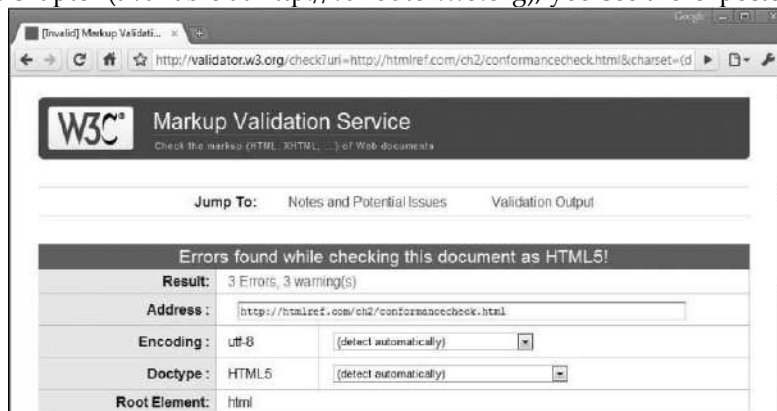 [Invalid] Markup Validati... ×
Google
http://validator.w3.org/check?uri=http://htmlref.com/ch2/conformancecheck.html&charset=(d
W3C® Markup Validation Service
Check the markup (HTML, XHTML, ...) of Web documents
Jump To: Notes and Potential Issues Validation Output
Errors found while checking this document as HTML5!
Result: 3 Errors, 3 warning(s)
Address : http://htmlref.com/ch2/conformancecheck.html
Encoding : utf-8 (detect automatically)
Doctype : HTML5 (detect automatically)
Root Element: html